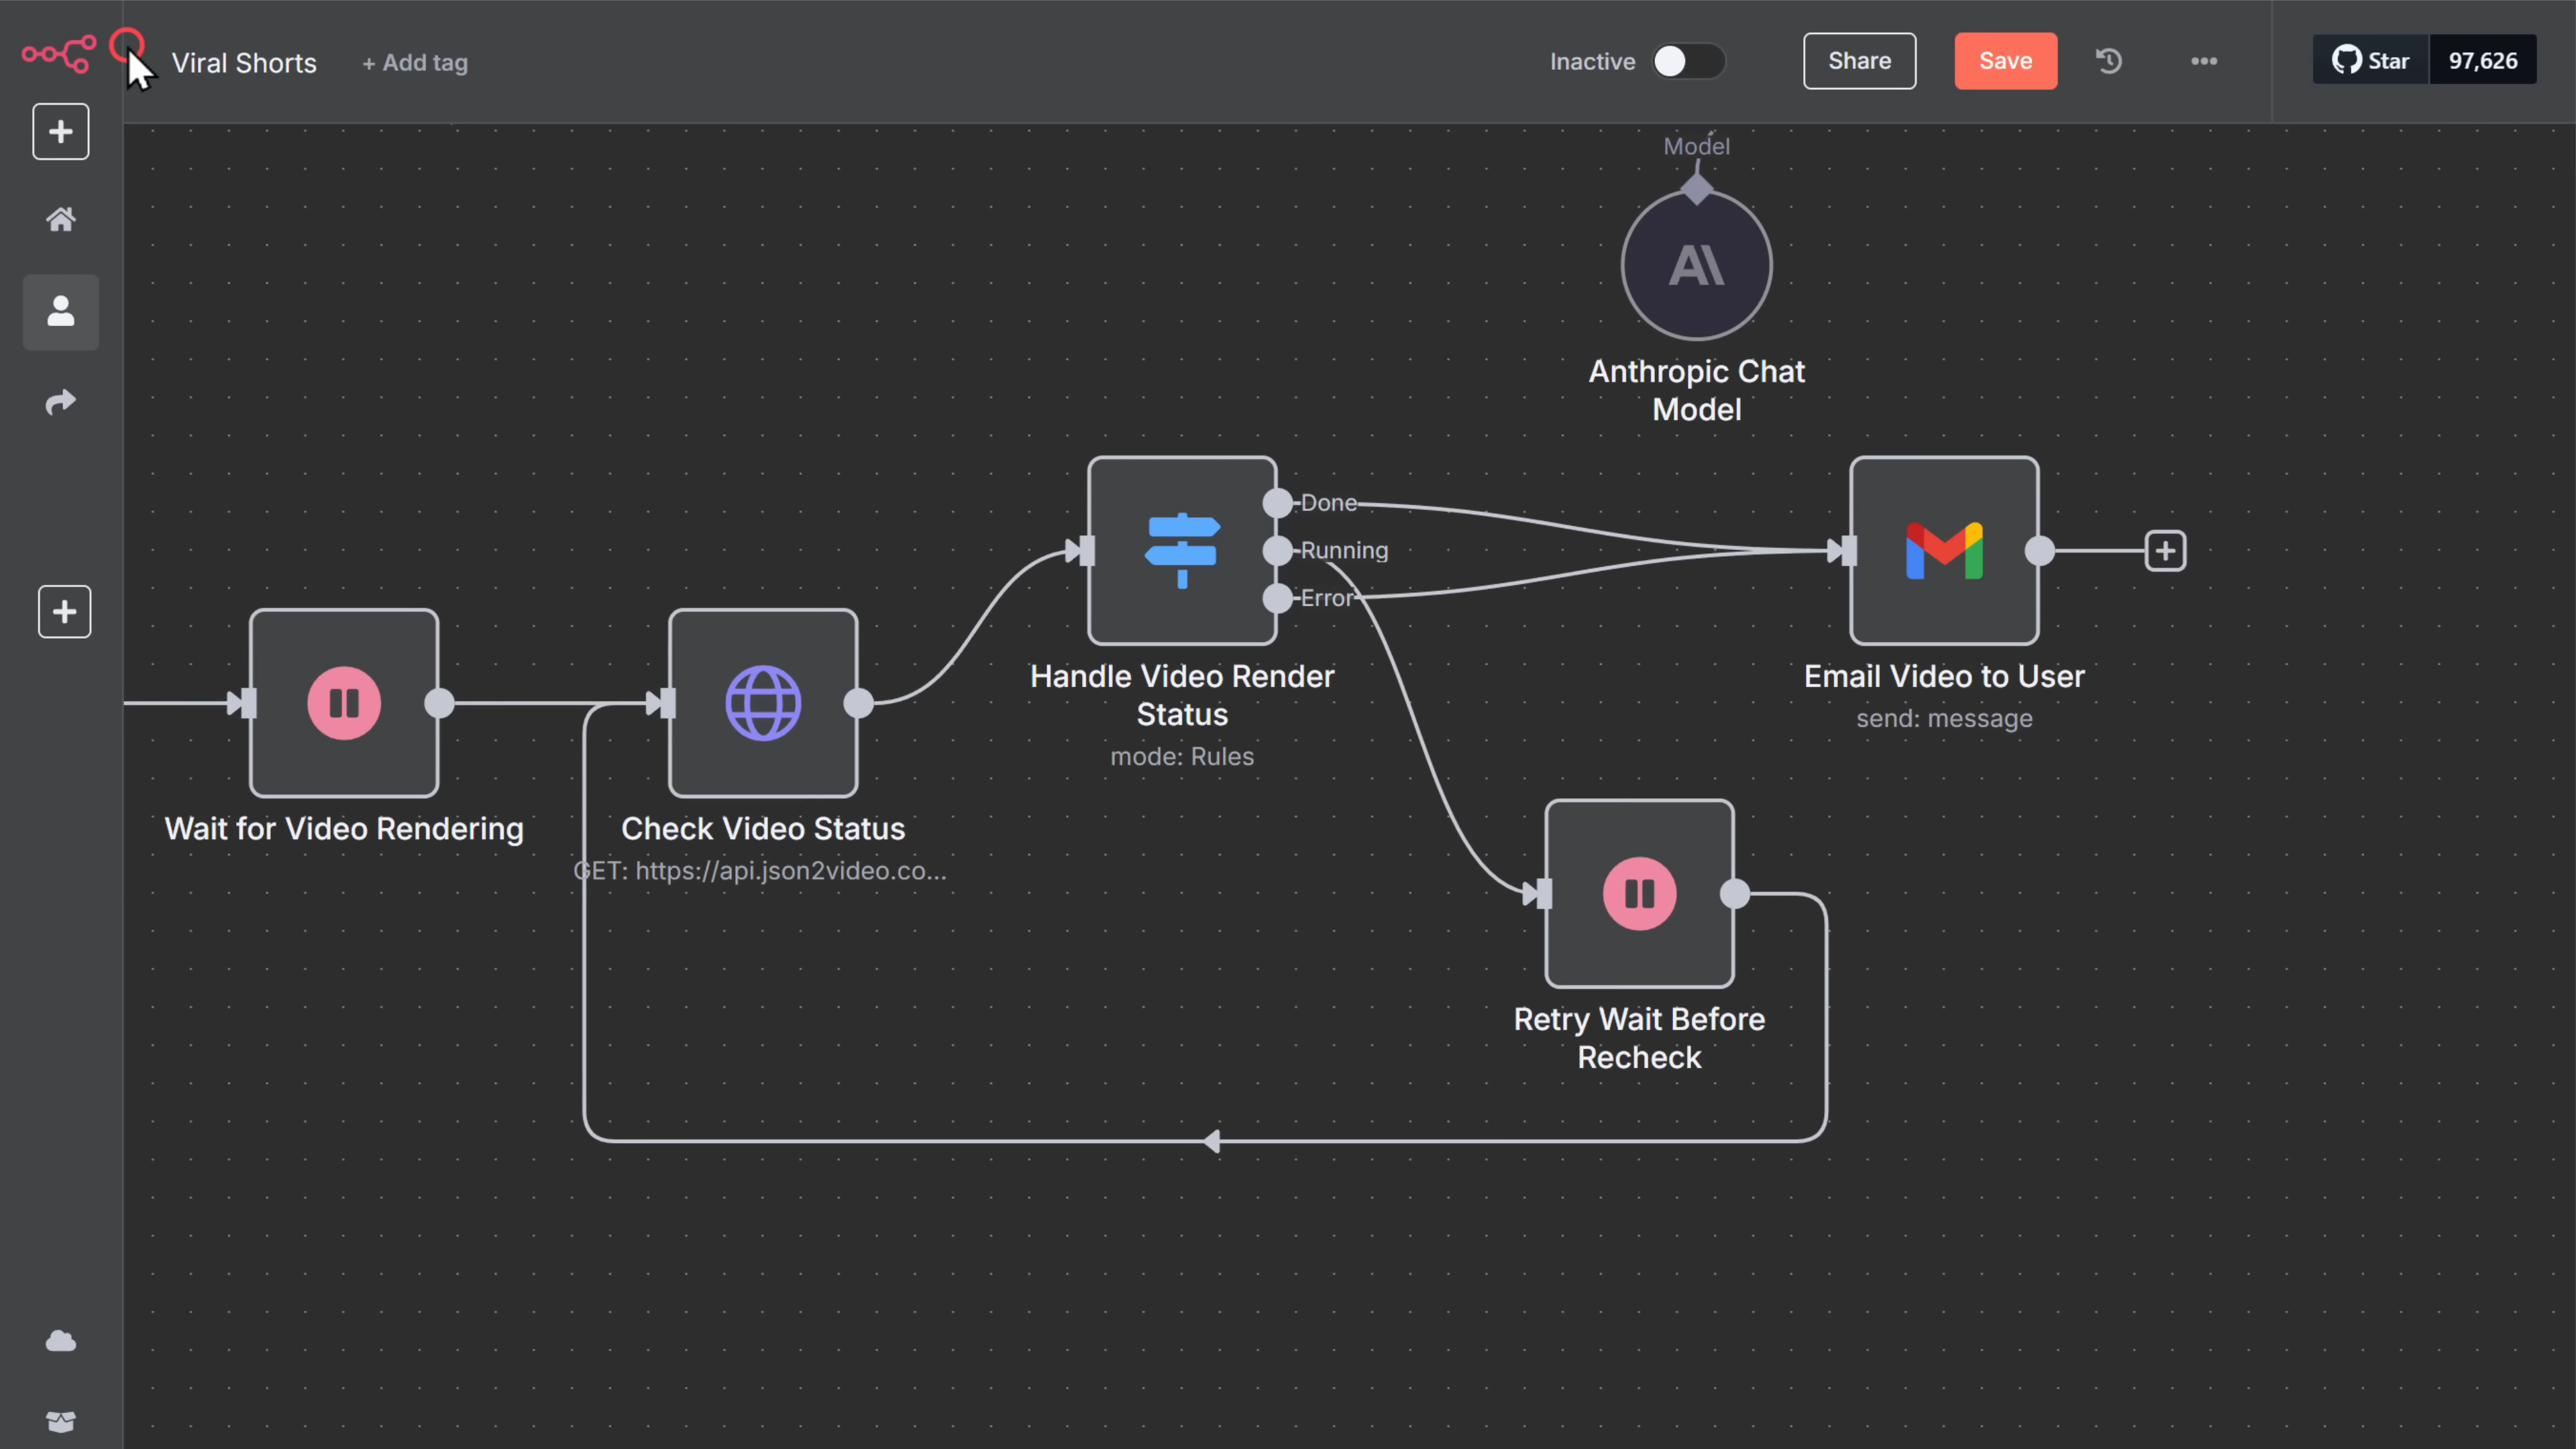 Viral Shorts
+ Add tag
Inactive
Share
Save
Star
97,626
Model
Anthropic Chat
Model
Done
Running
Error
Handle Video Render
Status
mode: Rules
Email Video to User
send: message
Wait for Video Rendering
Check Video Status
GET: https://api.json2video.co...
Retry Wait Before
Recheck